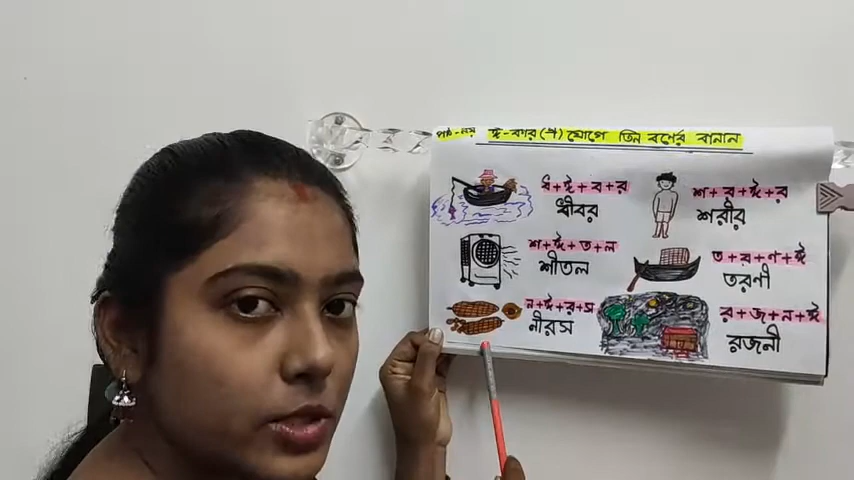 পাঠ-নয় ঈ-কার (ী) যোগে তিন বর্ণের বানান
ধ+ঈ+ব+র
ধীবর
শ+র+ঈ+র
শরীর
শ+ঈ+ত+ল
শীতল
ত+র+ণ+ঈ
তরণী
ন+ঈ+র+স
নীরস
র+জ+ন+ঈ
রজনী